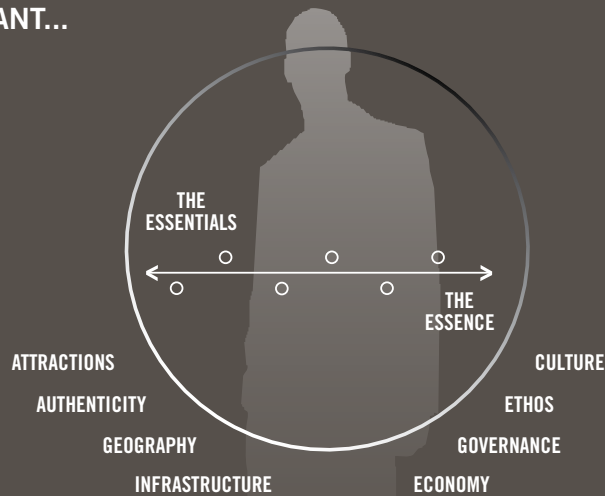 ANT...
THE
ESSENTIALS
THE
ESSENCE
ATTRACTIONS
CULTURE
AUTHENTICITY
ETHOS
GEOGRAPHY
GOVERNANCE
INFRASTRUCTURE
ECONOMY